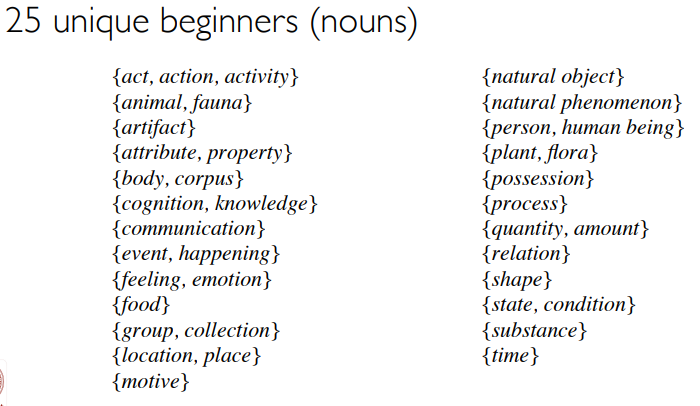 25 unique beginners (nouns)
{act, action, activity}
{animal, fauna}
{artifact}
{attribute, property}
{body, corpus}
{cognition, knowledge}
{communication}
{event, happening}
{feeling, emotion}
{food}
{group, collection}
{location, place}
{motive}
{natural object}
{natural phenomenon}
{person, human being}
{plant, flora}
{possession}
{process}
{quantity, amount}
{relation}
{shape}
{state, condition}
{substance}
{time}